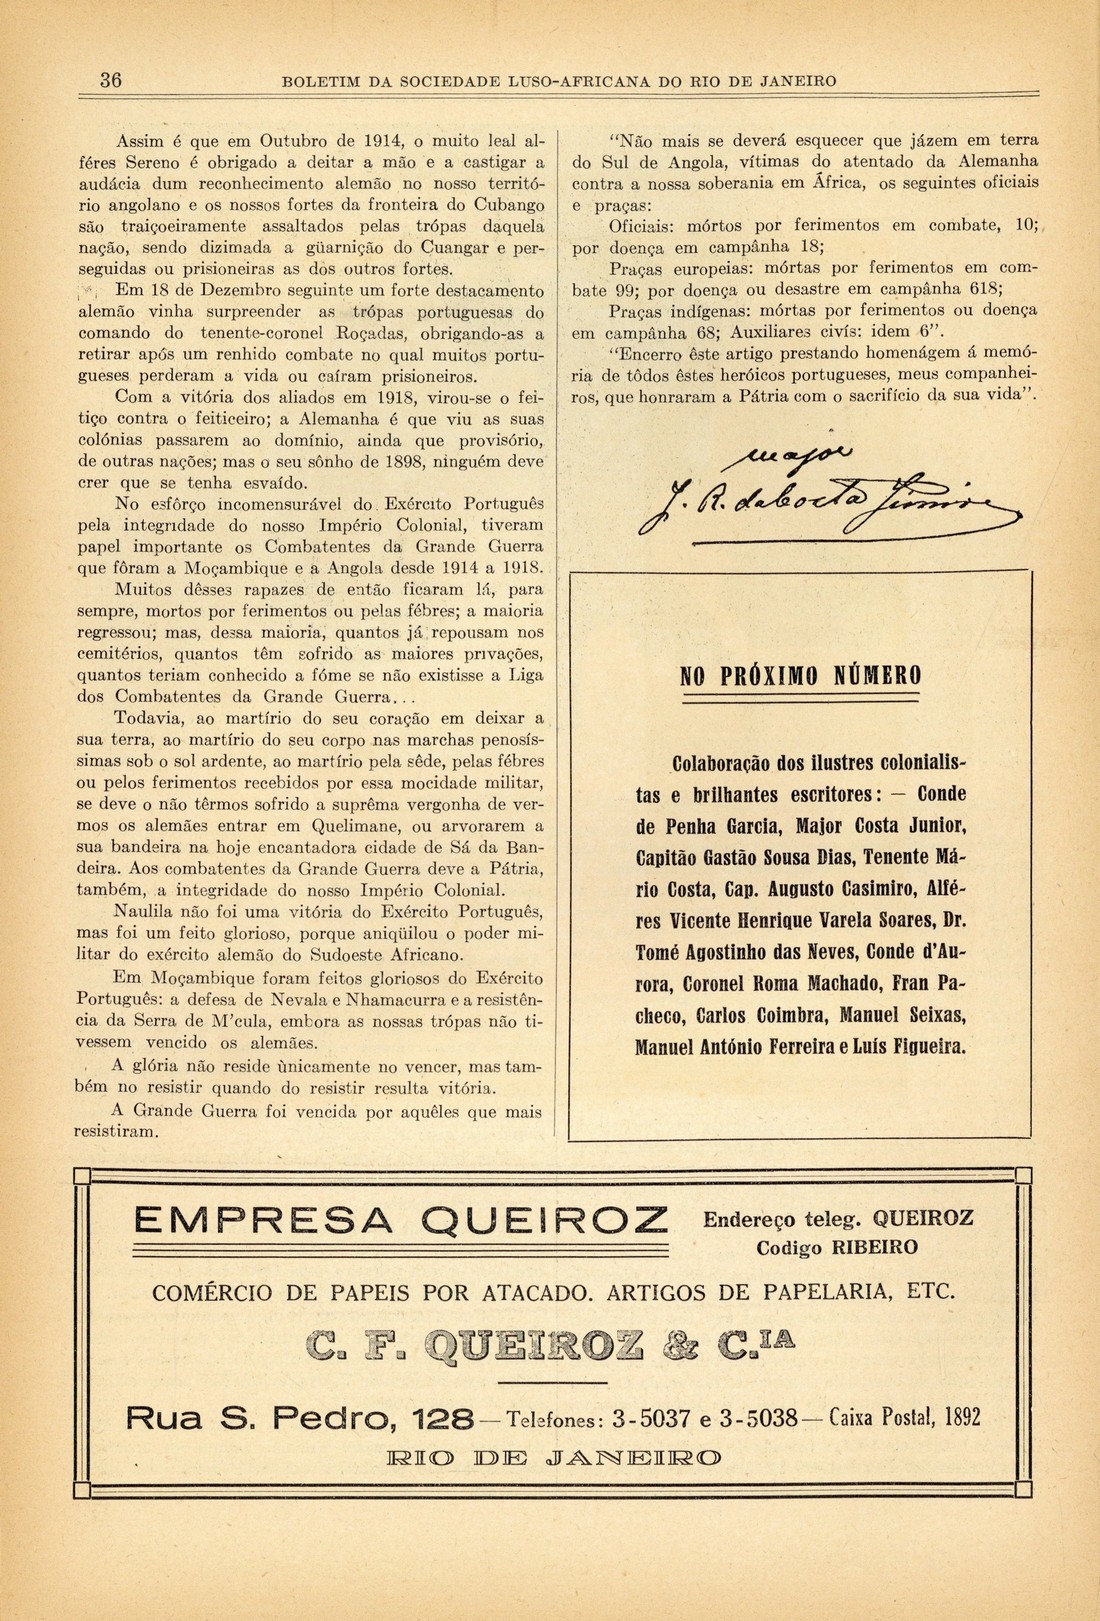 36
BOLETIM DA SOCIEDADE LUSO-AFRICANA DO RIO DE JANEIRO
Assim é que em Outubro de 1914, o muito leal al-
féres Sereno é obrigado a deitar a mão e a castigar a
audácia dum reconhecimento alemão no nosso territó-
rio angolano e os nossos fortes da fronteira do Cubango
são traiçoeiramente assaltados pelas trópas daquela
nação, sendo dizimada a güarnição do Cuangar e per-
seguidas ou prisioneiras as dos outros fortes.
Em 18 de Dezembro seguinte um forte destacamento
alemão vinha surpreender as trópas portuguesas do
comando do tenente-coronel Roçadas, obrigando-as a
retirar após um renhido combate no qual muitos portu-
gueses perderam a vida ou caíram prisioneiros.
Com a vitória dos aliados em 1918, virou-se o fei-
tiço contra o feiticeiro; a Alemanha é que viu as suas
colónias passarem ao domínio, ainda que provisório,
de outras nações; mas o seu sônho de 1898, ninguém deve
crer que se tenha esvaído.
No esfôrço incomensurável do Exército Português
pela integridade do nosso Império Colonial, tiveram
papel importante os Combatentes da Grande Guerra
que fôram a Moçambique e a Angola desde 1914 a 1918.
Muitos dêsses rapazes de então ficaram lá, para
sempre, mortos por ferimentos ou pelas fébres; a maioria
regressou; mas, dessa maioria, quantos já repousam nos
cemitérios, quantos têm sofrido as maiores privações,
quantos teriam conhecido a fóme se não existisse a Liga
dos Combatentes da Grande Guerra...
Todavia, ao martírio do seu coração em deixar a
sua terra, ao martírio do seu corpo nas marchas penosís-
simas sob o sol ardente, ao martírio pela sêde, pelas fébres
ou pelos ferimentos recebidos por essa mocidade militar,
se deve o não têrmos sofrido a suprêma vergonha de ver-
mos os alemães entrar em Quelimane, ou arvorarem a
sua bandeira na hoje encantadora cidade de Sá da Ban-
deira. Aos combatentes da Grande Guerra deve a Pátria,
também, a integridade do nosso Império Colonial.
Naulila não foi uma vitória do Exército Português,
mas foi um feito glorioso, porque aniqüilou o poder mi-
litar do exército alemão do Sudoeste Africano.
Em Moçambique foram feitos gloriosos do Exército
Português: a defesa de Nevala e Nhamacurra e a resistên-
cia da Serra de M'cula, embora as nossas trópas não ti-
vessem vencido os alemães.
A glória não reside ùnicamente no vencer, mas tam-
bém no resistir quando do resistir resulta vitória.
A Grande Guerra foi vencida por aquêles que mais
resistiram.
"Não mais se deverá esquecer que jázem em terra
do Sul de Angola, vítimas do atentado da Alemanha
contra a nossa soberania em África, os seguintes oficiais
e praças:
Oficiais: mórtos por ferimentos em combate, 10;
por doença em campânha 18;
Praças europeias: mórtas por ferimentos em com-
bate 99; por doença ou desastre em campânha 618;
Praças indígenas: mórtas por ferimentos ou doença
em campânha 68; Auxiliares civís: idem 6".
"Encerro êste artigo prestando homenágem á memó-
ria de tôdos êstes heróicos portugueses, meus companhei-
ros, que honraram a Pátria com o sacrifício da sua vida".
major
J. R. da Costa Júnior
NO PRÓXIMO NÚMERO
Colaboração dos ilustres colonialis-
tas e brilhantes escritores: — Conde
de Penha Garcia, Major Costa Junior,
Capitão Gastão Sousa Dias, Tenente Má-
rio Costa, Cap. Augusto Casimiro, Alfé-
res Vicente Henrique Varela Soares, Dr.
Tomé Agostinho das Neves, Conde d'Au-
rora, Coronel Roma Machado, Fran Pa-
checo, Carlos Coimbra, Manuel Seixas,
Manuel António Ferreira e Luís Figueira.
EMPRESA QUEIROZ
Endereço teleg. QUEIROZ
Codigo RIBEIRO
COMÉRCIO DE PAPEIS POR ATACADO. ARTIGOS DE PAPELARIA, ETC.
C. F. QUEIROZ & C.IA
Rua S. Pedro, 128 — Telefones: 3-5037 e 3-5038 — Caixa Postal, 1892
RIO DE JANEIRO